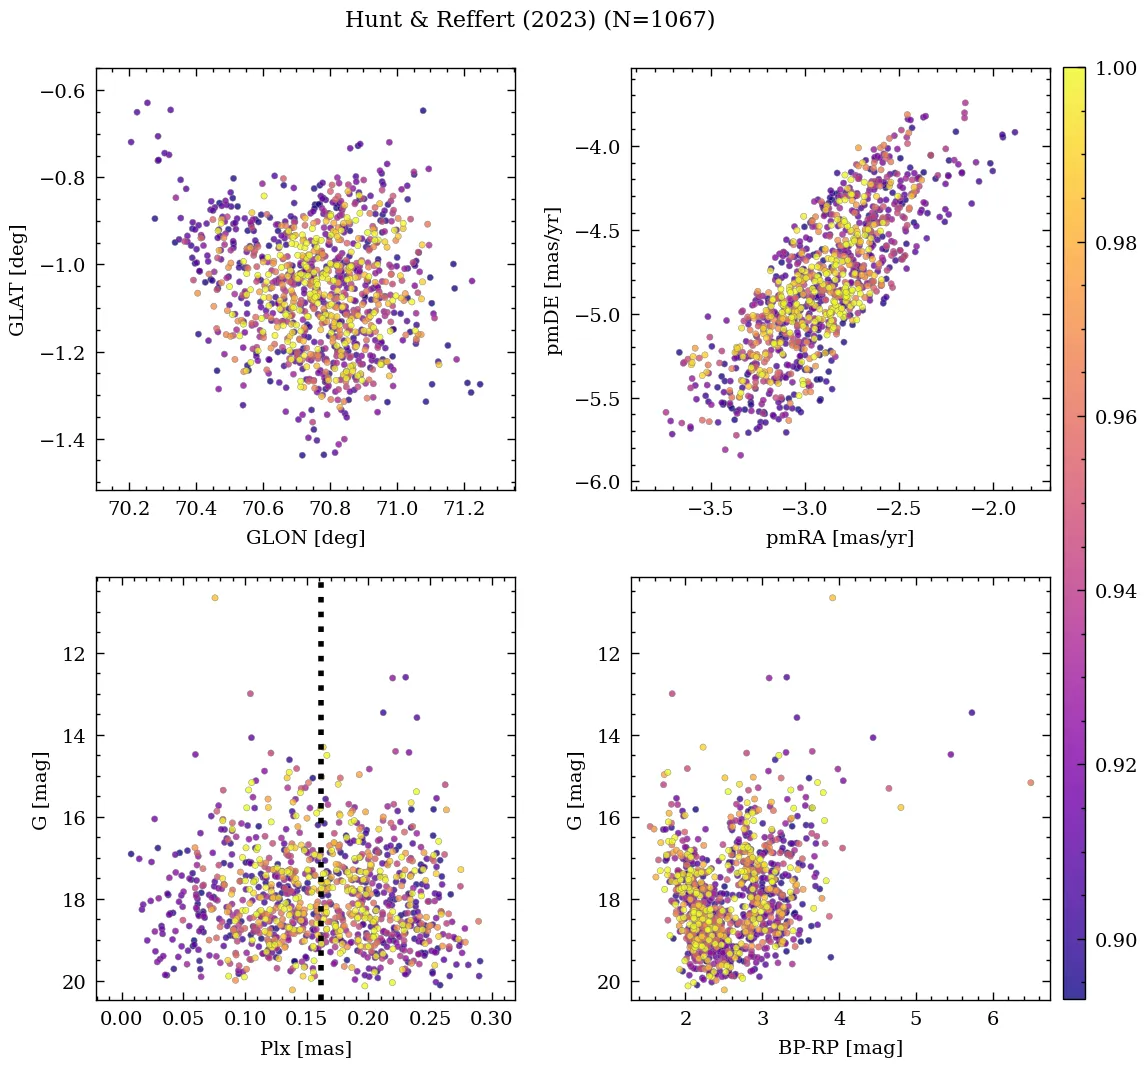 Hunt & Reffert (2023) (N=1067)
−0.6
−0.8
−1.0
−1.2
−1.4
GLAT [deg]
70.2 70.4 70.6 70.8 71.0 71.2
GLON [deg]
−4.0
−4.5
−5.0
−5.5
−6.0
pmDE [mas/yr]
−3.5 −3.0 −2.5 −2.0
pmRA [mas/yr]
12
14
16
18
20
G [mag]
0.00 0.05 0.10 0.15 0.20 0.25 0.30
Plx [mas]
12
14
16
18
20
G [mag]
2 3 4 5 6
BP-RP [mag]
1.00
0.98
0.96
0.94
0.92
0.90